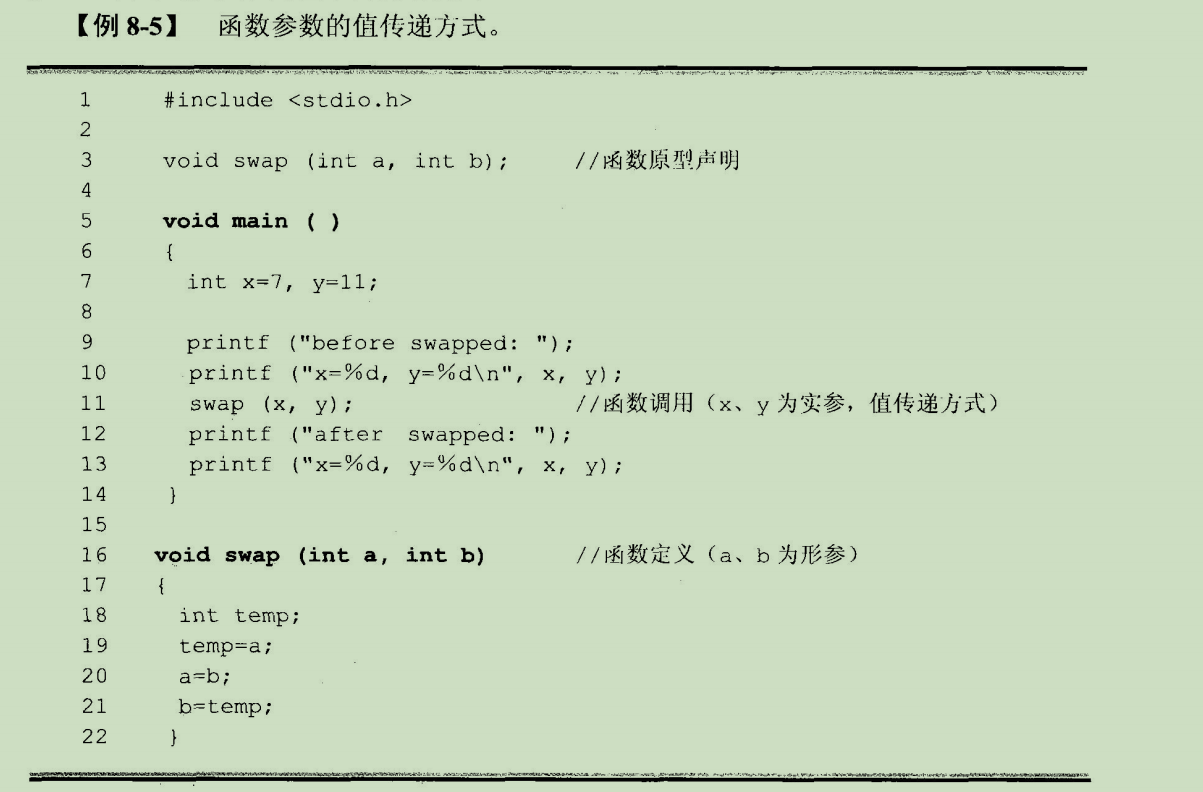 【例 8-5】 函数参数的值传递方式。
1 #include <stdio.h>
2
3 void swap (int a, int b); //函数原型声明
4
5 void main ( )
6 {
7 int x=7, y=11;
8
9 printf ("before swapped: ");
10 printf ("x=%d, y=%d\n", x, y);
11 swap (x, y); //函数调用（x、y 为实参，值传递方式）
12 printf ("after swapped: ");
13 printf ("x=%d, y=%d\n", x, y);
14 }
15
16 void swap (int a, int b) //函数定义（a、b 为形参）
17 {
18 int temp;
19 temp=a;
20 a=b;
21 b=temp;
22 }